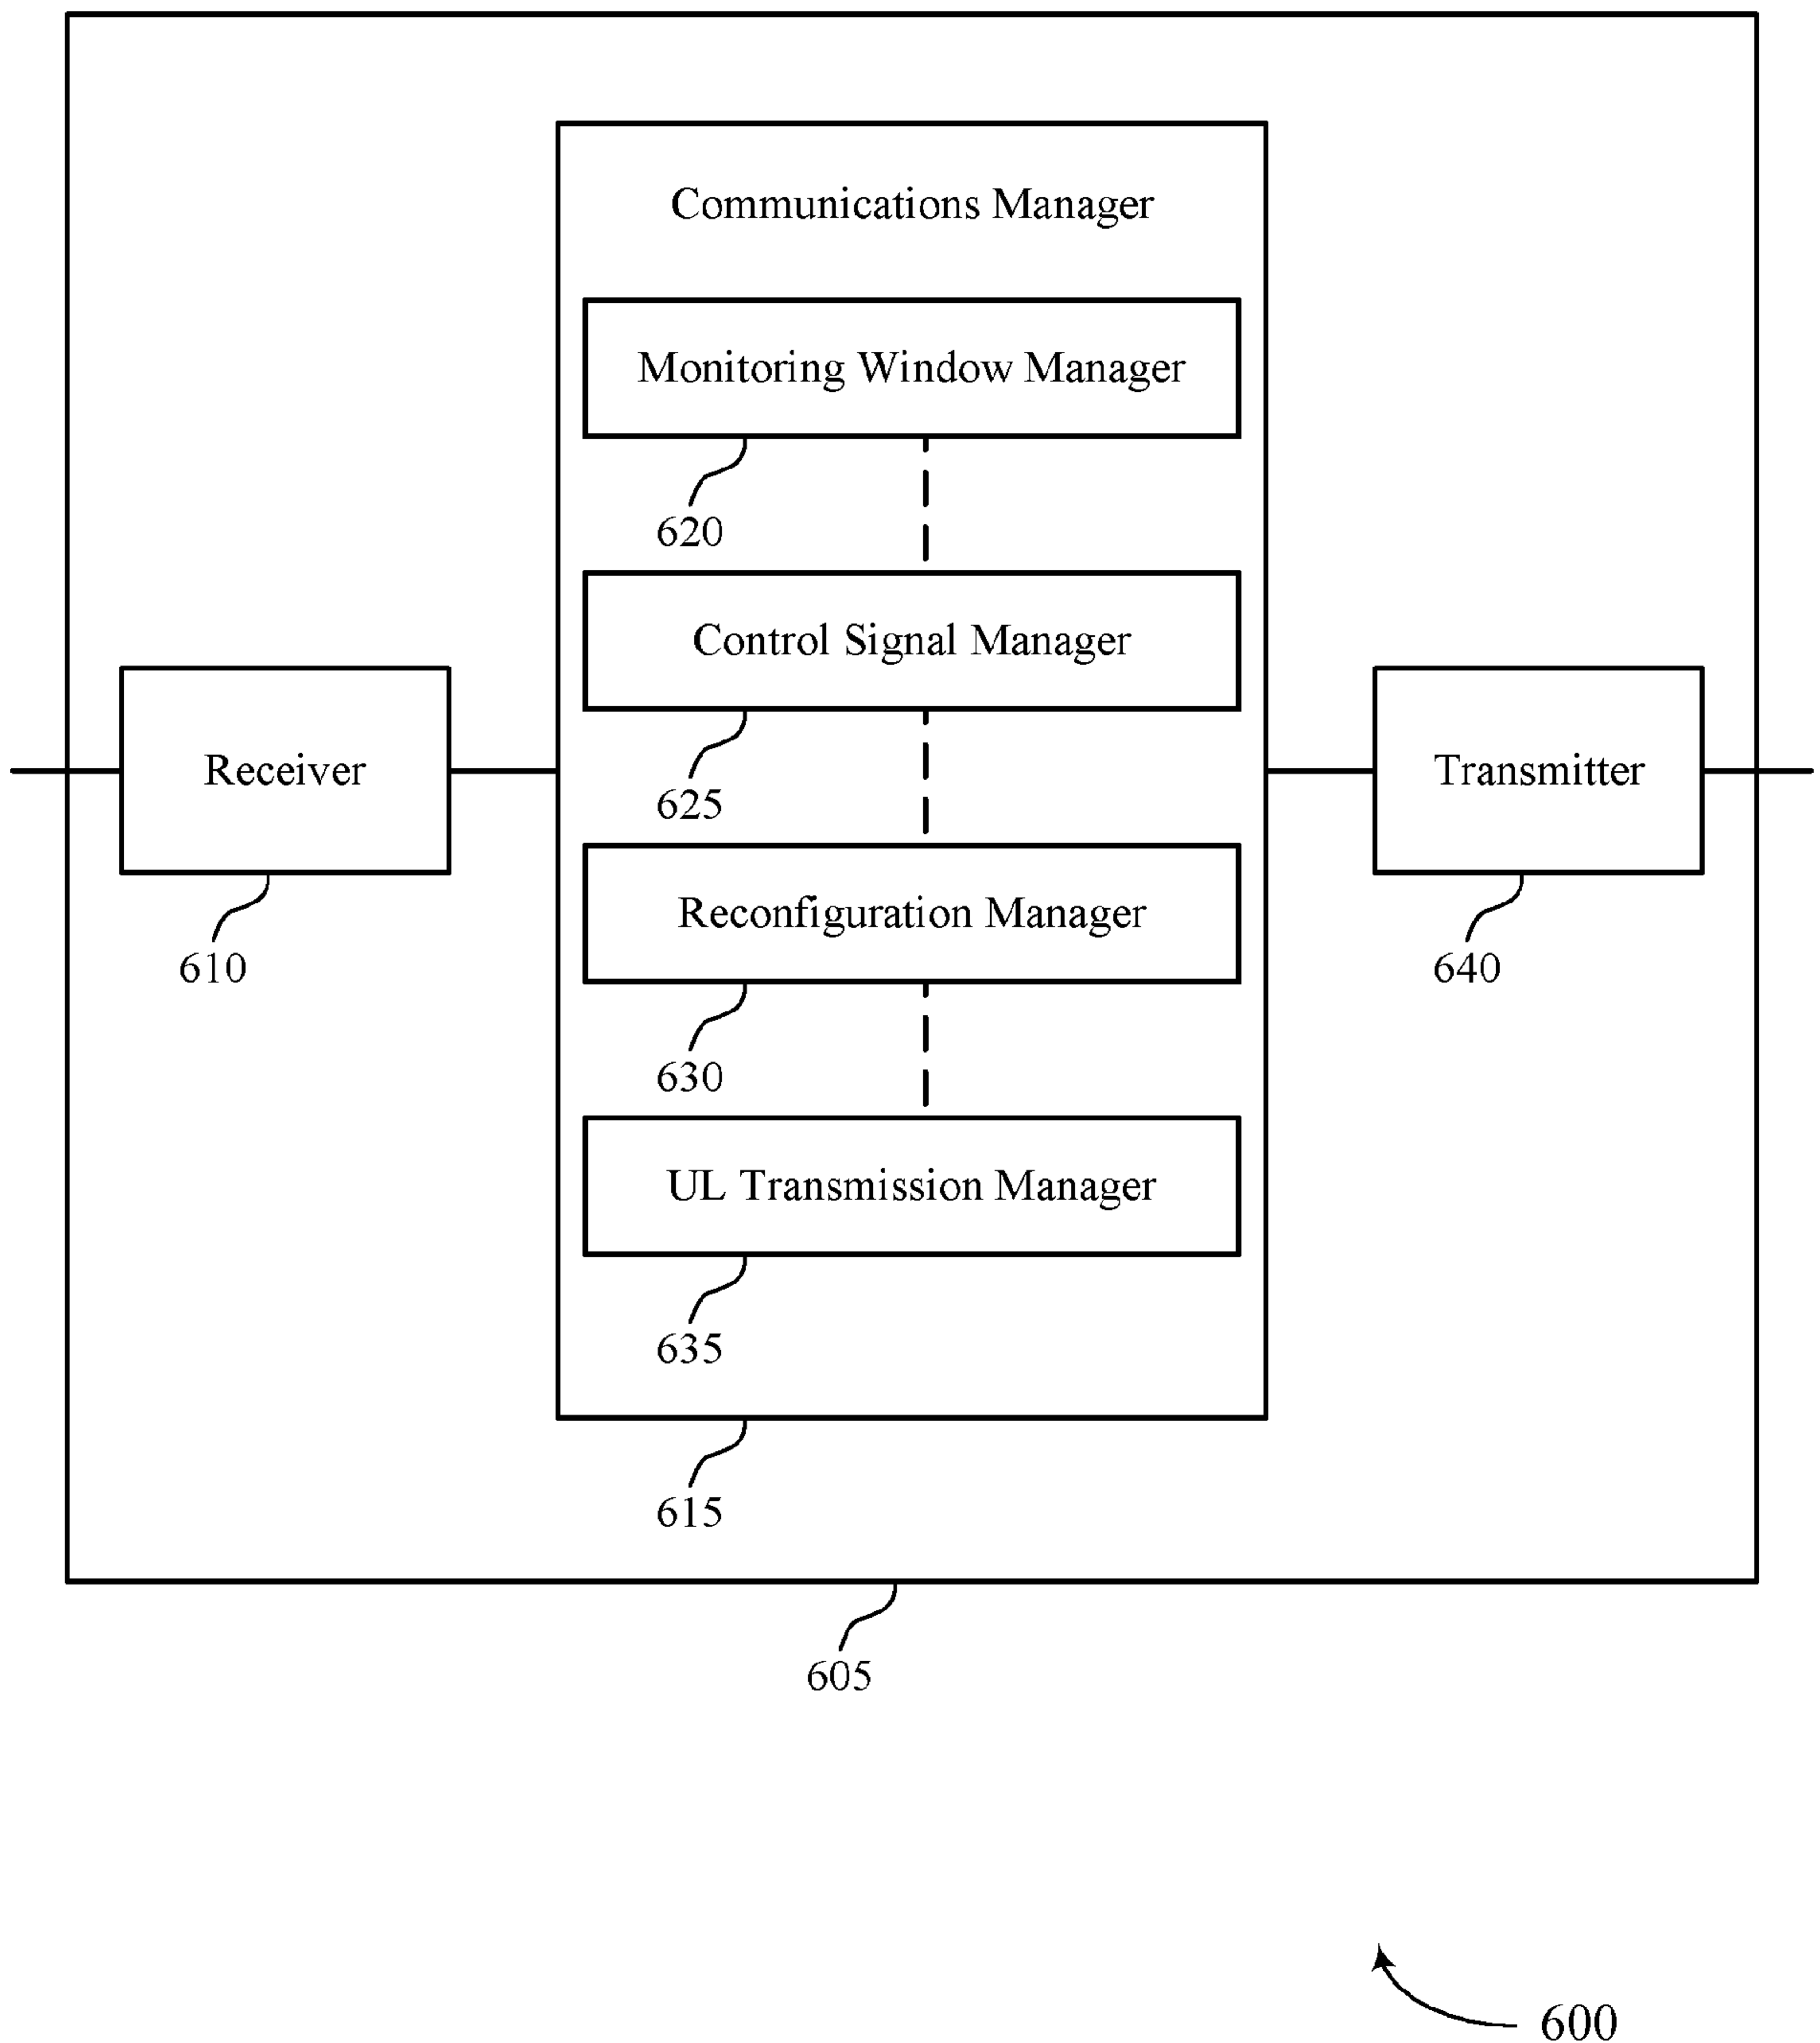 Communications Manager
Monitoring Window Manager
620
Control Signal Manager
625
Receiver
610
Transmitter
640
Reconfiguration Manager
630
UL Transmission Manager
635
615
605
600